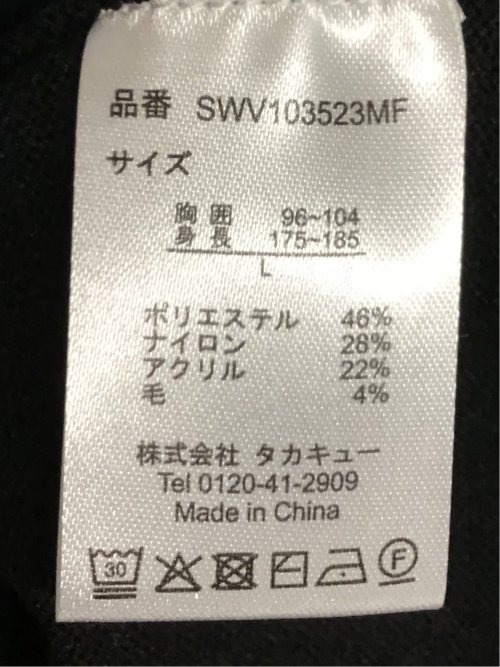 品番 SWV103523MF
サイズ
胸囲 96~104
身長 175~185
L
ポリエステル 46%
ナイロン 28%
アクリル 22%
毛 4%
株式会社 タカキュー
Tel 0120-41-2909
Made in China
30 F